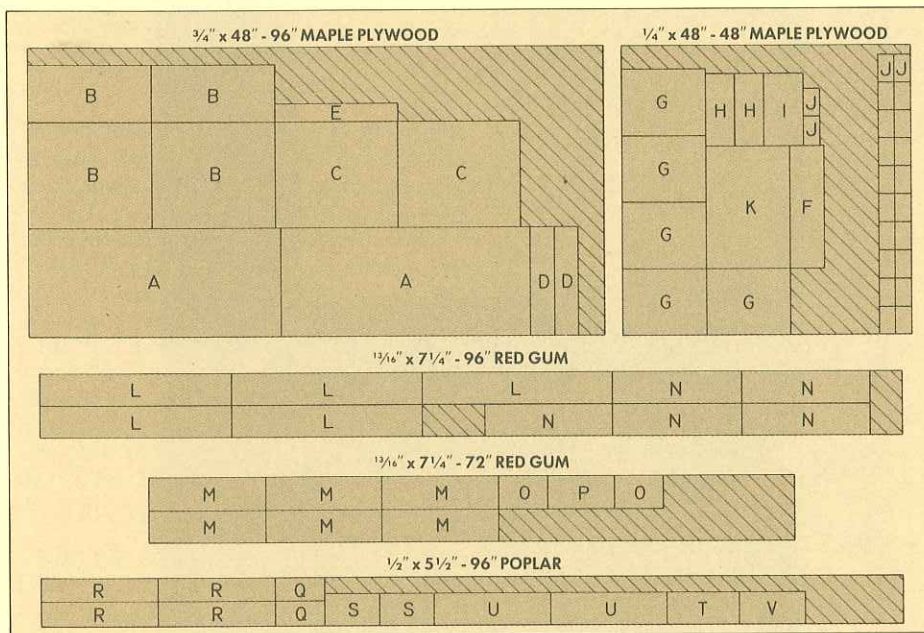 ¾" x 48" - 96" MAPLE PLYWOOD
B B
E
B B C C
A A D D
¼" x 48" - 48" MAPLE PLYWOOD
J J
G H H I J
J
G K F
G
G G
13/16" x 7¼" - 96" RED GUM
L L L N N
L L N N N
13/16" x 7¼" - 72" RED GUM
M M M O P O
M M M
½" x 5½" - 96" POPLAR
R R Q
R R Q S S U U T V